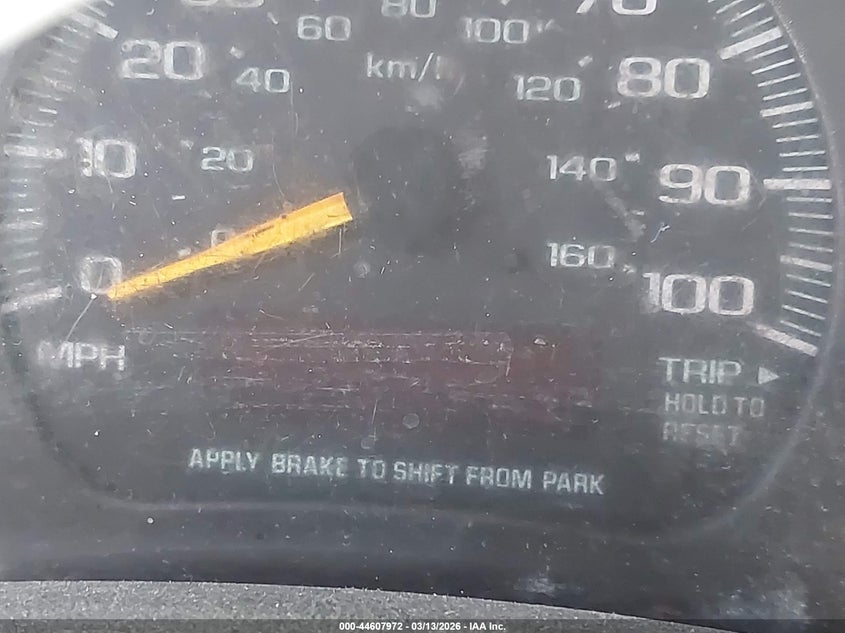 60
80
100
70
20
40
km/h
120
80
10
20
140
90
0
0
160
100
MPH
TRIP ▶
HOLD TO
RESET
APPLY BRAKE TO SHIFT FROM PARK
000-44607972 - 03/13/2026 - IAA Inc.